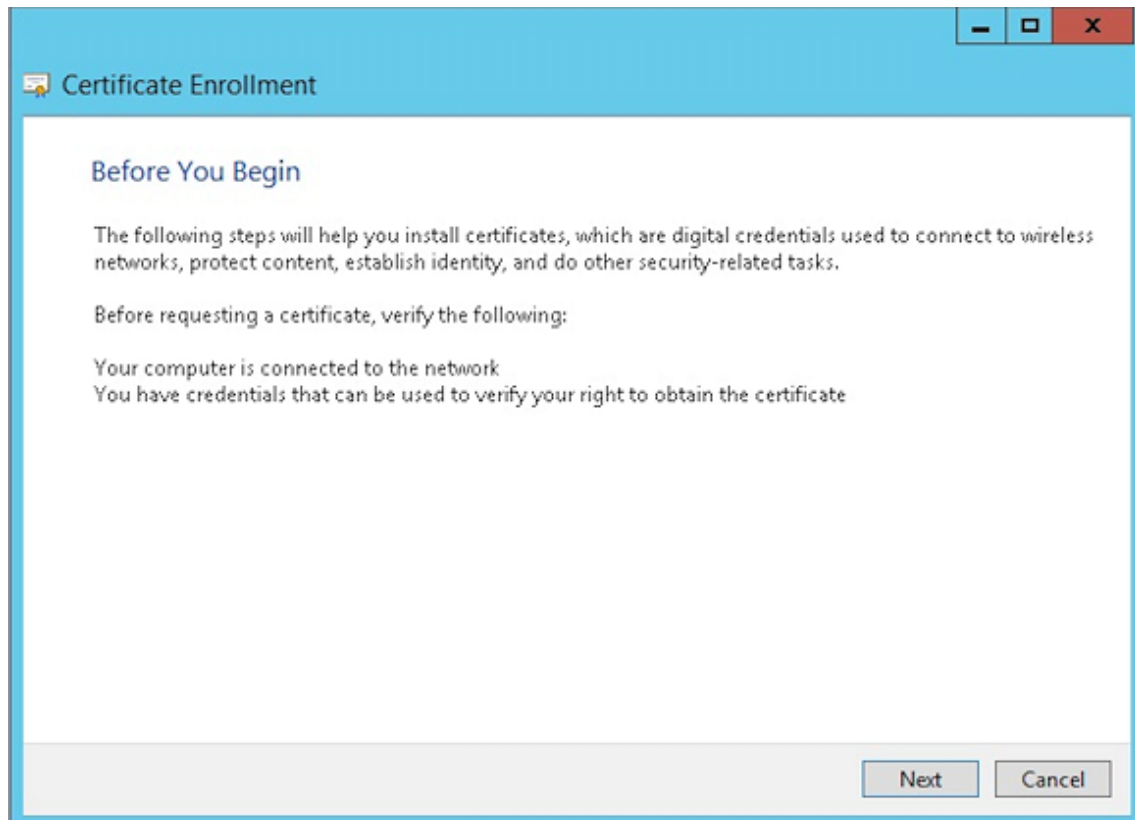 Certificate Enrollment
Before You Begin
The following steps will help you install certificates, which are digital credentials used to connect to wireless
networks, protect content, establish identity, and do other security-related tasks.
Before requesting a certificate, verify the following:
Your computer is connected to the network
You have credentials that can be used to verify your right to obtain the certificate
Next
Cancel